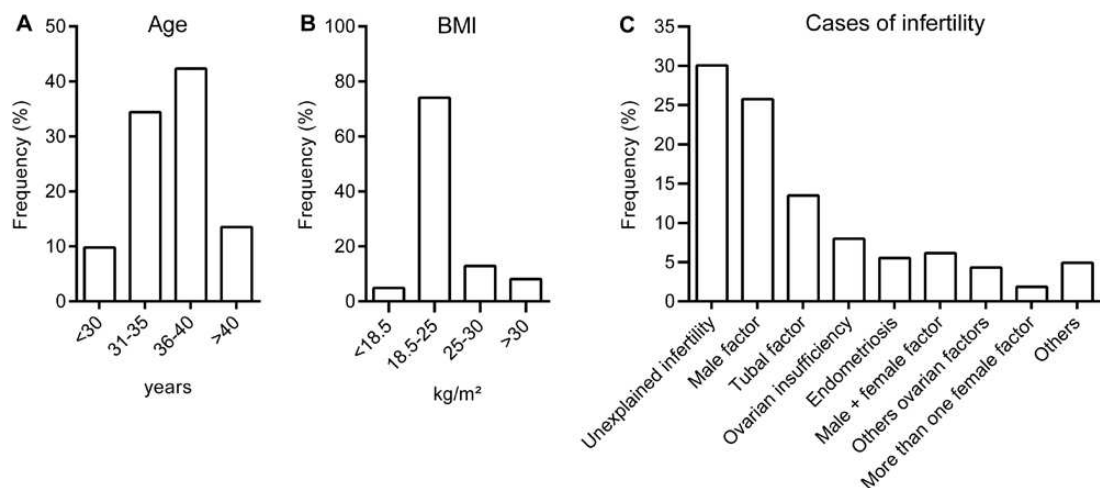 A Age
Frequency (%)
50
40
30
20
10
0
<30
31-35
36-40
>40
years
B BMI
Frequency (%)
100
80
60
40
20
0
<18.5
18.5-25
25-30
>30
kg/m²
C Cases of infertility
Frequency (%)
35
30
25
20
15
10
5
0
Unexplained infertility
Male factor
Tubal factor
Ovarian insufficiency
Endometriosis
Male + female factor
Others ovarian factors
More than one female factor
Others